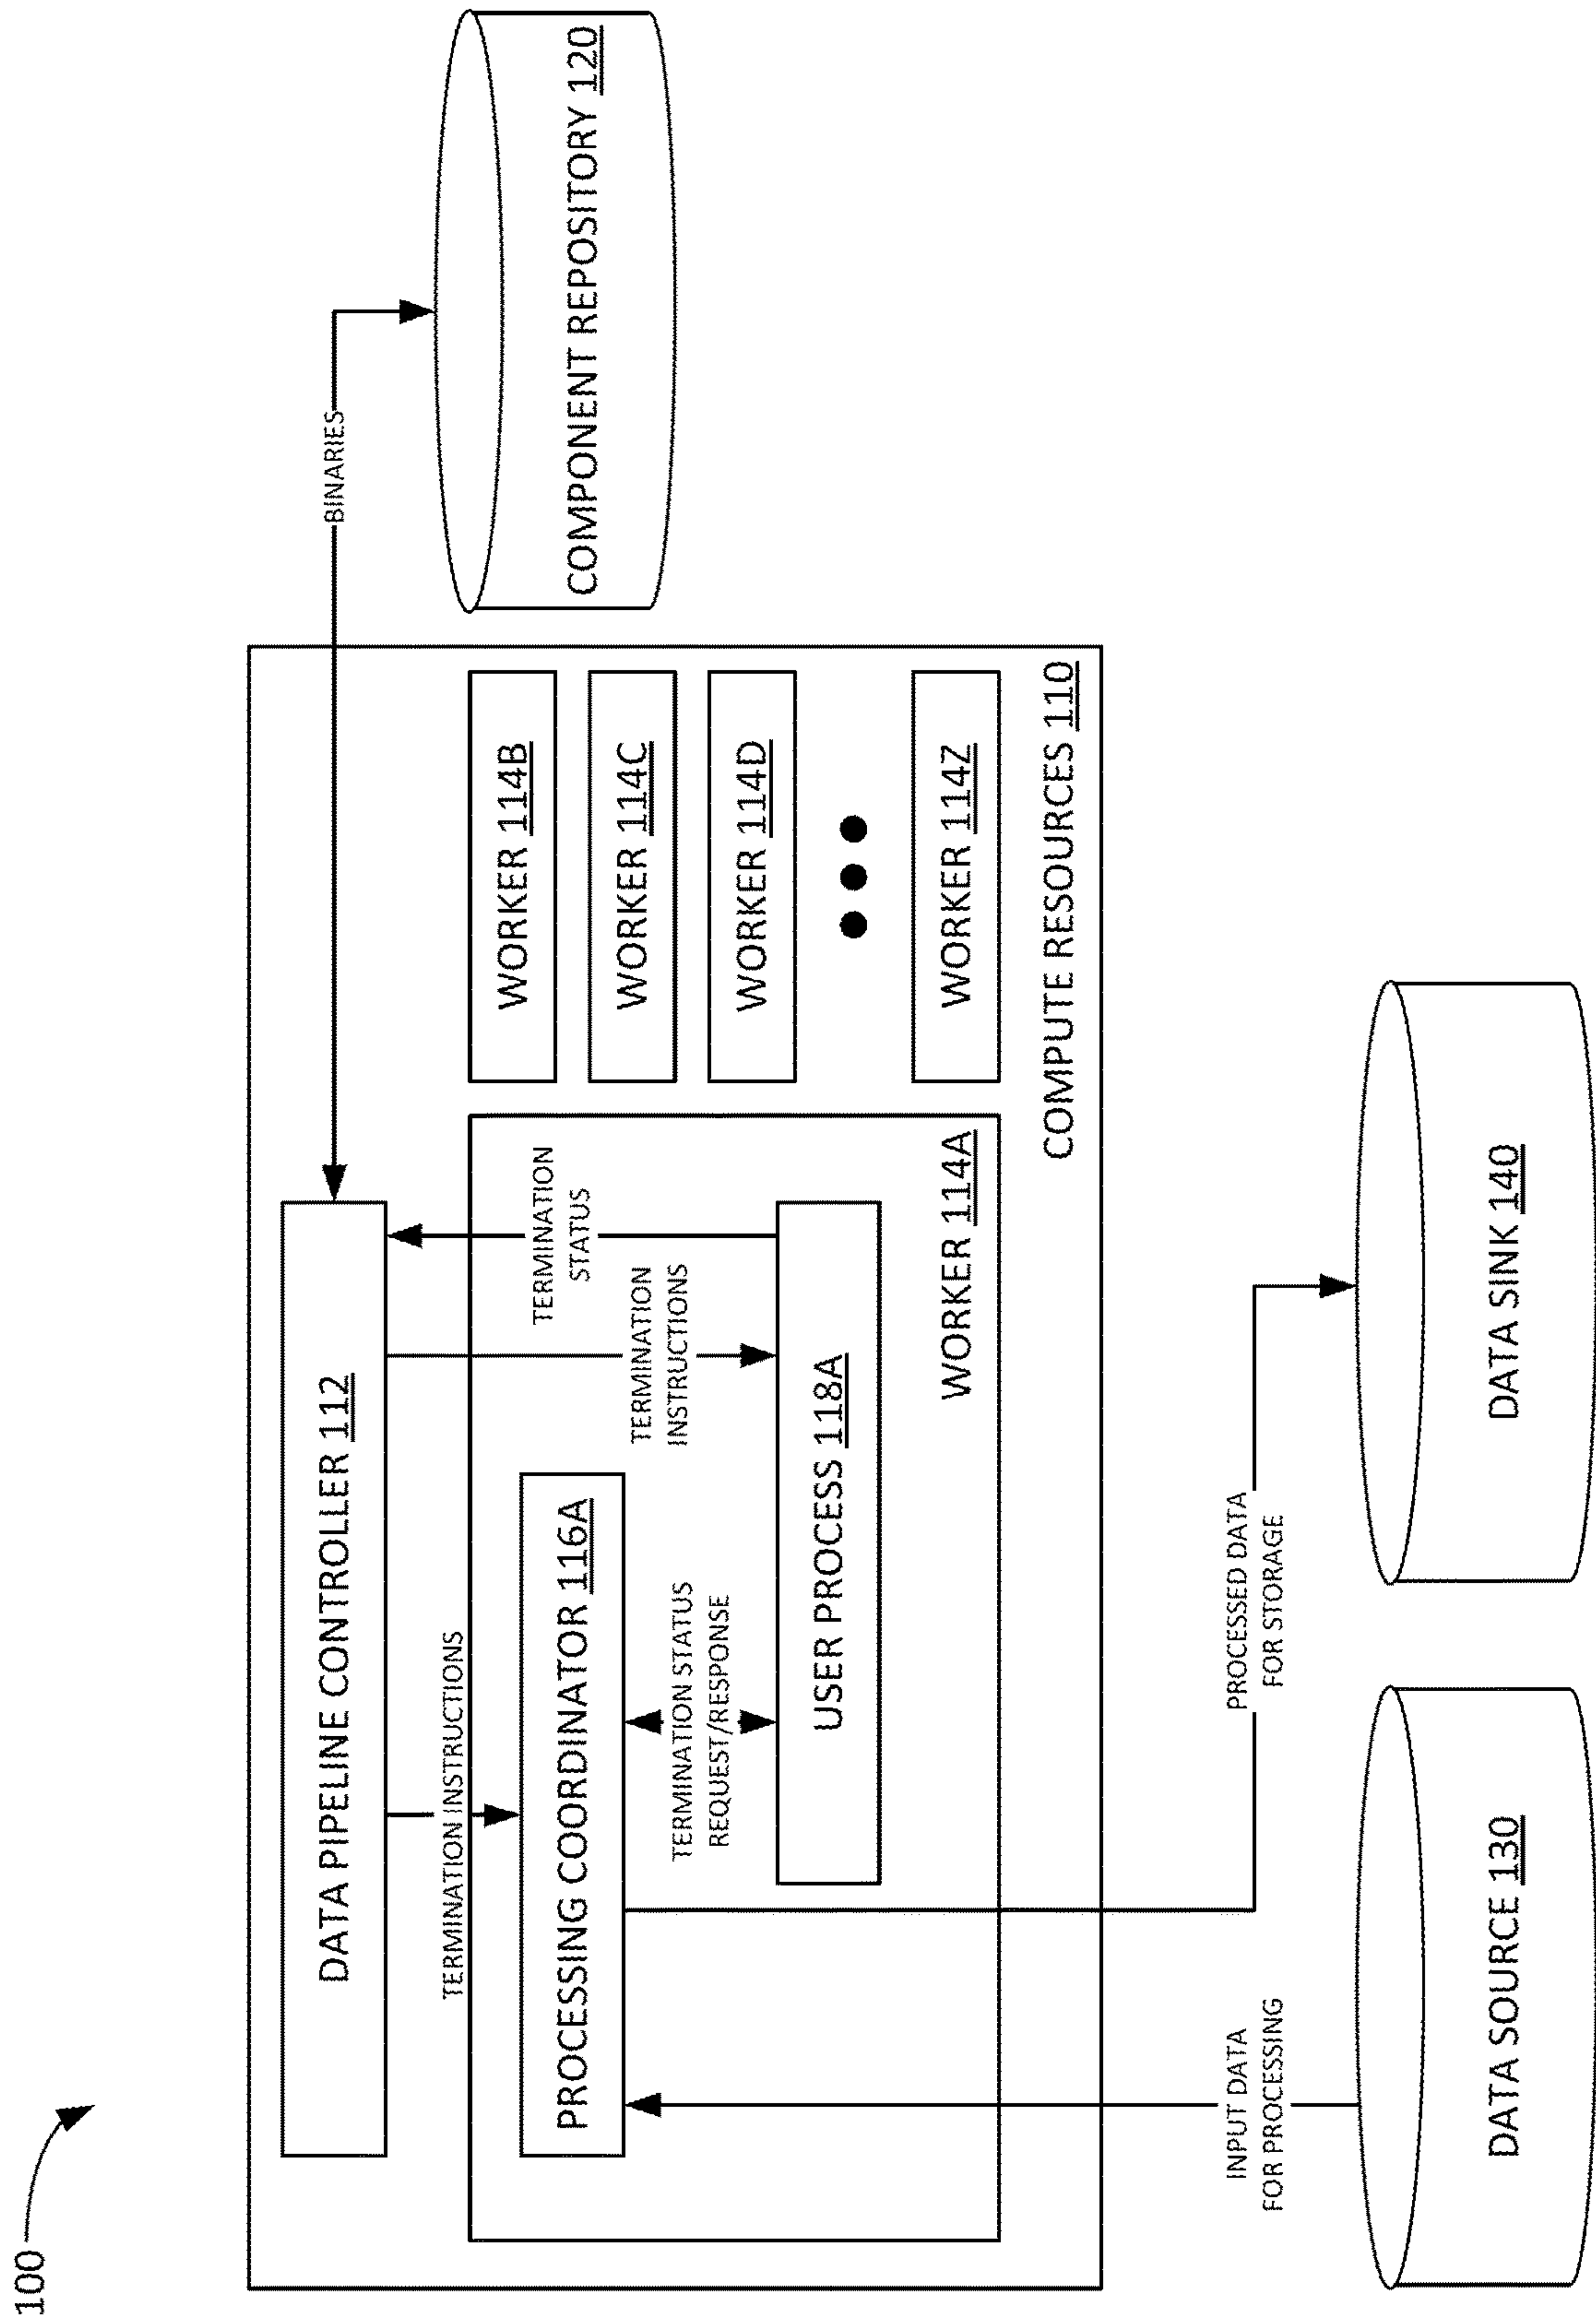 100
DATA PIPELINE CONTROLLER 112
BINARIES
COMPONENT REPOSITORY 120
TERMINATION INSTRUCTIONS
TERMINATION
STATUS
TERMINATION
INSTRUCTIONS
PROCESSING COORDINATOR 116A
TERMINATION STATUS
REQUEST/RESPONSE
USER PROCESS 118A
WORKER 114A
WORKER 114B
WORKER 114C
WORKER 114D
WORKER 114Z
COMPUTE RESOURCES 110
INPUT DATA
FOR PROCESSING
PROCESSED DATA
FOR STORAGE
DATA SOURCE 130
DATA SINK 140